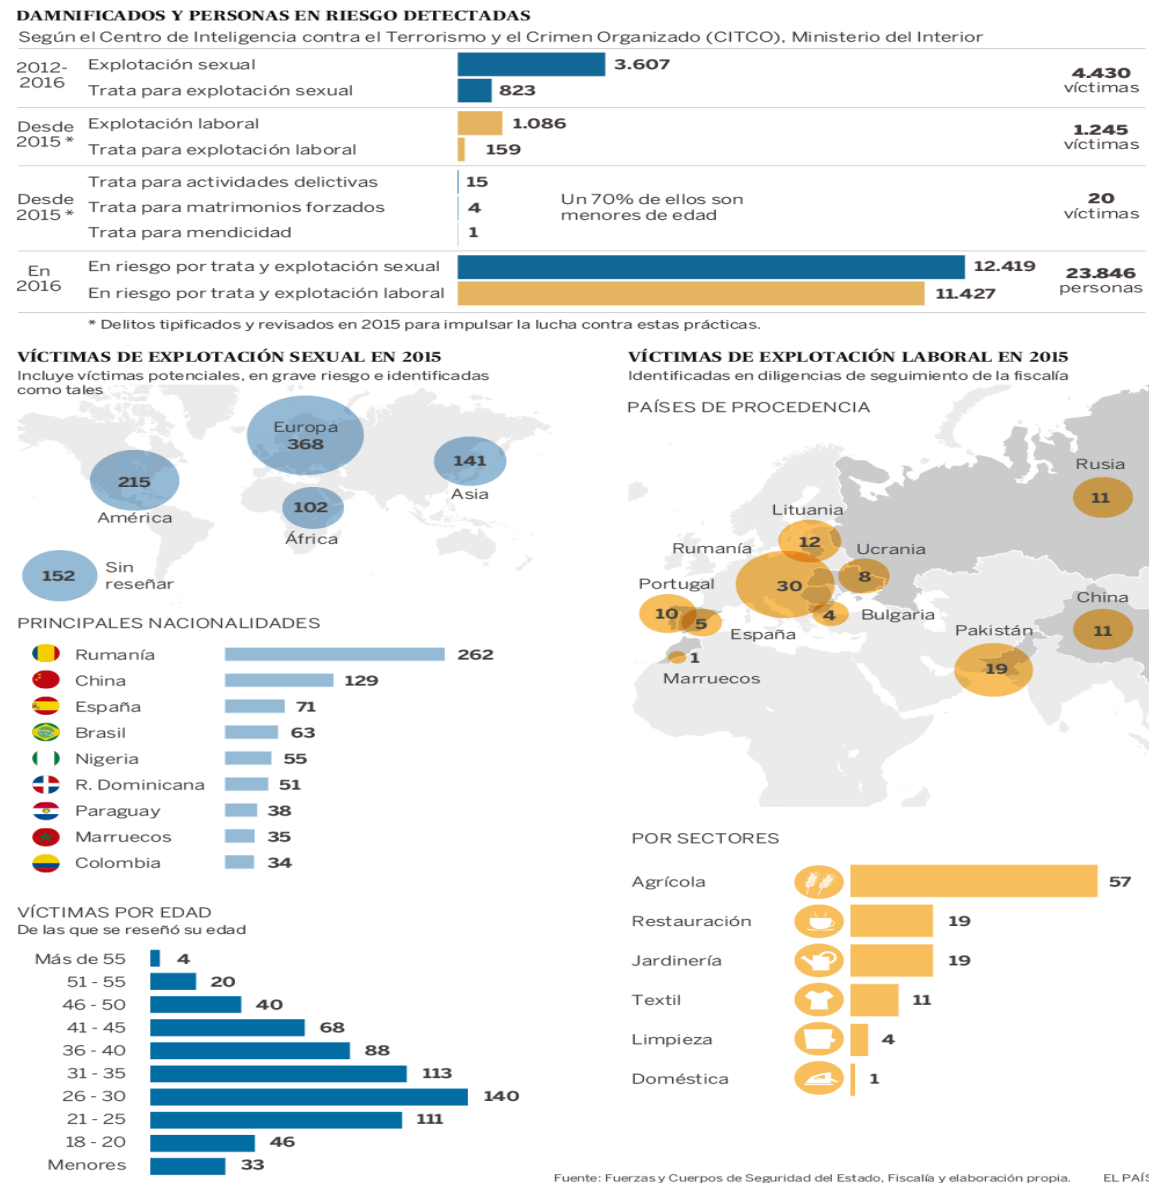 DAMNIFICADOS Y PERSONAS EN RIESGO DETECTADAS
Según el Centro de Inteligencia contra el Terrorismo y el Crimen Organizado (CITCO), Ministerio del Interior
2012-
2016
Explotación sexual 3.607
Trata para explotación sexual 823
4.430
víctimas
Desde
2015 *
Explotación laboral 1.086
Trata para explotación laboral 159
1.245
víctimas
Desde
2015 *
Trata para actividades delictivas 15
Trata para matrimonios forzados 4
Trata para mendicidad 1
Un 70% de ellos son
menores de edad
20
víctimas
En
2016
En riesgo por trata y explotación sexual 12.419
En riesgo por trata y explotación laboral 11.427
23.846
personas
* Delitos tipificados y revisados en 2015 para impulsar la lucha contra estas prácticas.
VÍCTIMAS DE EXPLOTACIÓN SEXUAL EN 2015
Incluye víctimas potenciales, en grave riesgo e identificadas
como tales
Europa
368
215
América
141
Asia
102
África
152
Sin
reseñar
PRINCIPALES NACIONALIDADES
Rumanía 262
China 129
España 71
Brasil 63
Nigeria 55
R. Dominicana 51
Paraguay 38
Marruecos 35
Colombia 34
VÍCTIMAS POR EDAD
De las que se reseñó su edad
Más de 55 4
51 - 55 20
46 - 50 40
41 - 45 68
36 - 40 88
31 - 35 113
26 - 30 140
21 - 25 111
18 - 20 46
Menores 33
VÍCTIMAS DE EXPLOTACIÓN LABORAL EN 2015
Identificadas en diligencias de seguimiento de la fiscalía
PAÍSES DE PROCEDENCIA
Rusia
11
Lituania
12
Rumanía
30
Ucrania
8
Portugal
10
5
España
4
Bulgaria
China
11
Pakistán
19
1
Marruecos
POR SECTORES
Agrícola 57
Restauración 19
Jardinería 19
Textil 11
Limpieza 4
Doméstica 1
Fuente: Fuerzas y Cuerpos de Seguridad del Estado, Fiscalía y elaboración propia. EL PAÍS